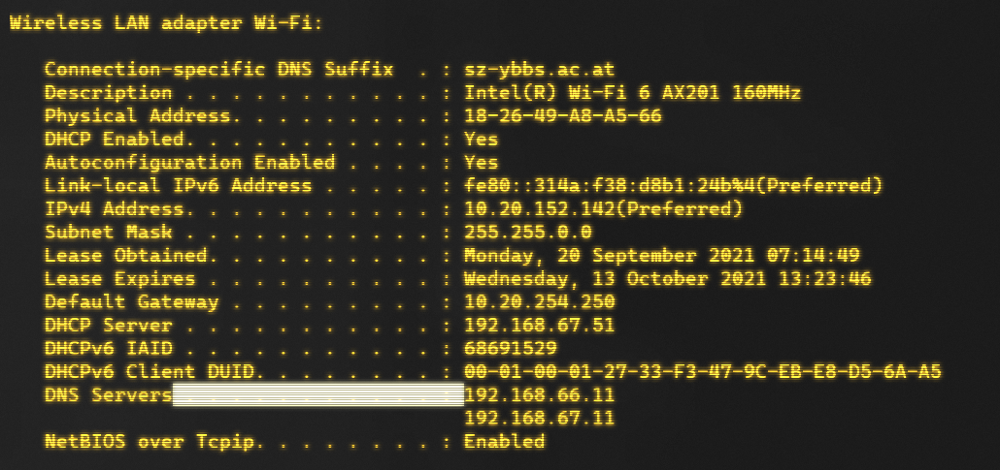 Wireless LAN adapter Wi-Fi:
Connection-specific DNS Suffix  . : sz-ybbs.ac.at
Description . . . . . . . . . . . : Intel(R) Wi-Fi 6 AX201 160MHz
Physical Address. . . . . . . . . : 18-26-49-A8-A5-66
DHCP Enabled. . . . . . . . . . . : Yes
Autoconfiguration Enabled . . . . : Yes
Link-local IPv6 Address . . . . . : fe80::314a:f38:d8b1:24b%4(Preferred)
IPv4 Address. . . . . . . . . . . : 10.20.152.142(Preferred)
Subnet Mask . . . . . . . . . . . : 255.255.0.0
Lease Obtained. . . . . . . . . . : Monday, 20 September 2021 07:14:49
Lease Expires . . . . . . . . . . : Wednesday, 13 October 2021 13:23:46
Default Gateway . . . . . . . . . : 10.20.254.250
DHCP Server . . . . . . . . . . . : 192.168.67.51
DHCPv6 IAID . . . . . . . . . . . : 68691529
DHCPv6 Client DUID. . . . . . . . : 00-01-00-01-27-33-F3-47-9C-EB-E8-D5-6A-A5
DNS Servers . . . . . . . . . . . : 192.168.66.11
192.168.67.11
NetBIOS over Tcpip. . . . . . . . : Enabled